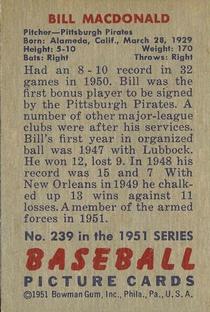 BILL MACDONALD
Pitcher—Pittsburgh Pirates
Born: Alameda, Calif., March 28, 1929
Height: 5-10 Weight: 170
Bats: Right Throws: Right
Had an 8-10 record in 32
games in 1950. Bill was the
first bonus player to be signed
by the Pittsburgh Pirates. A
number of other major-league
clubs were after his services.
Bill's first year in organized
ball was 1947 with Lubbock.
He won 12, lost 9. In 1948 his
record was 15 and 7 With
New Orleans in 1949 he chalk-
ed up 13 wins against 11
losses. A member of the armed
forces in 1951.
No. 239 in the 1951 SERIES
BASEBALL
PICTURE CARDS
©1951 Bowman Gum, Inc., Phila., Pa., U. S. A.